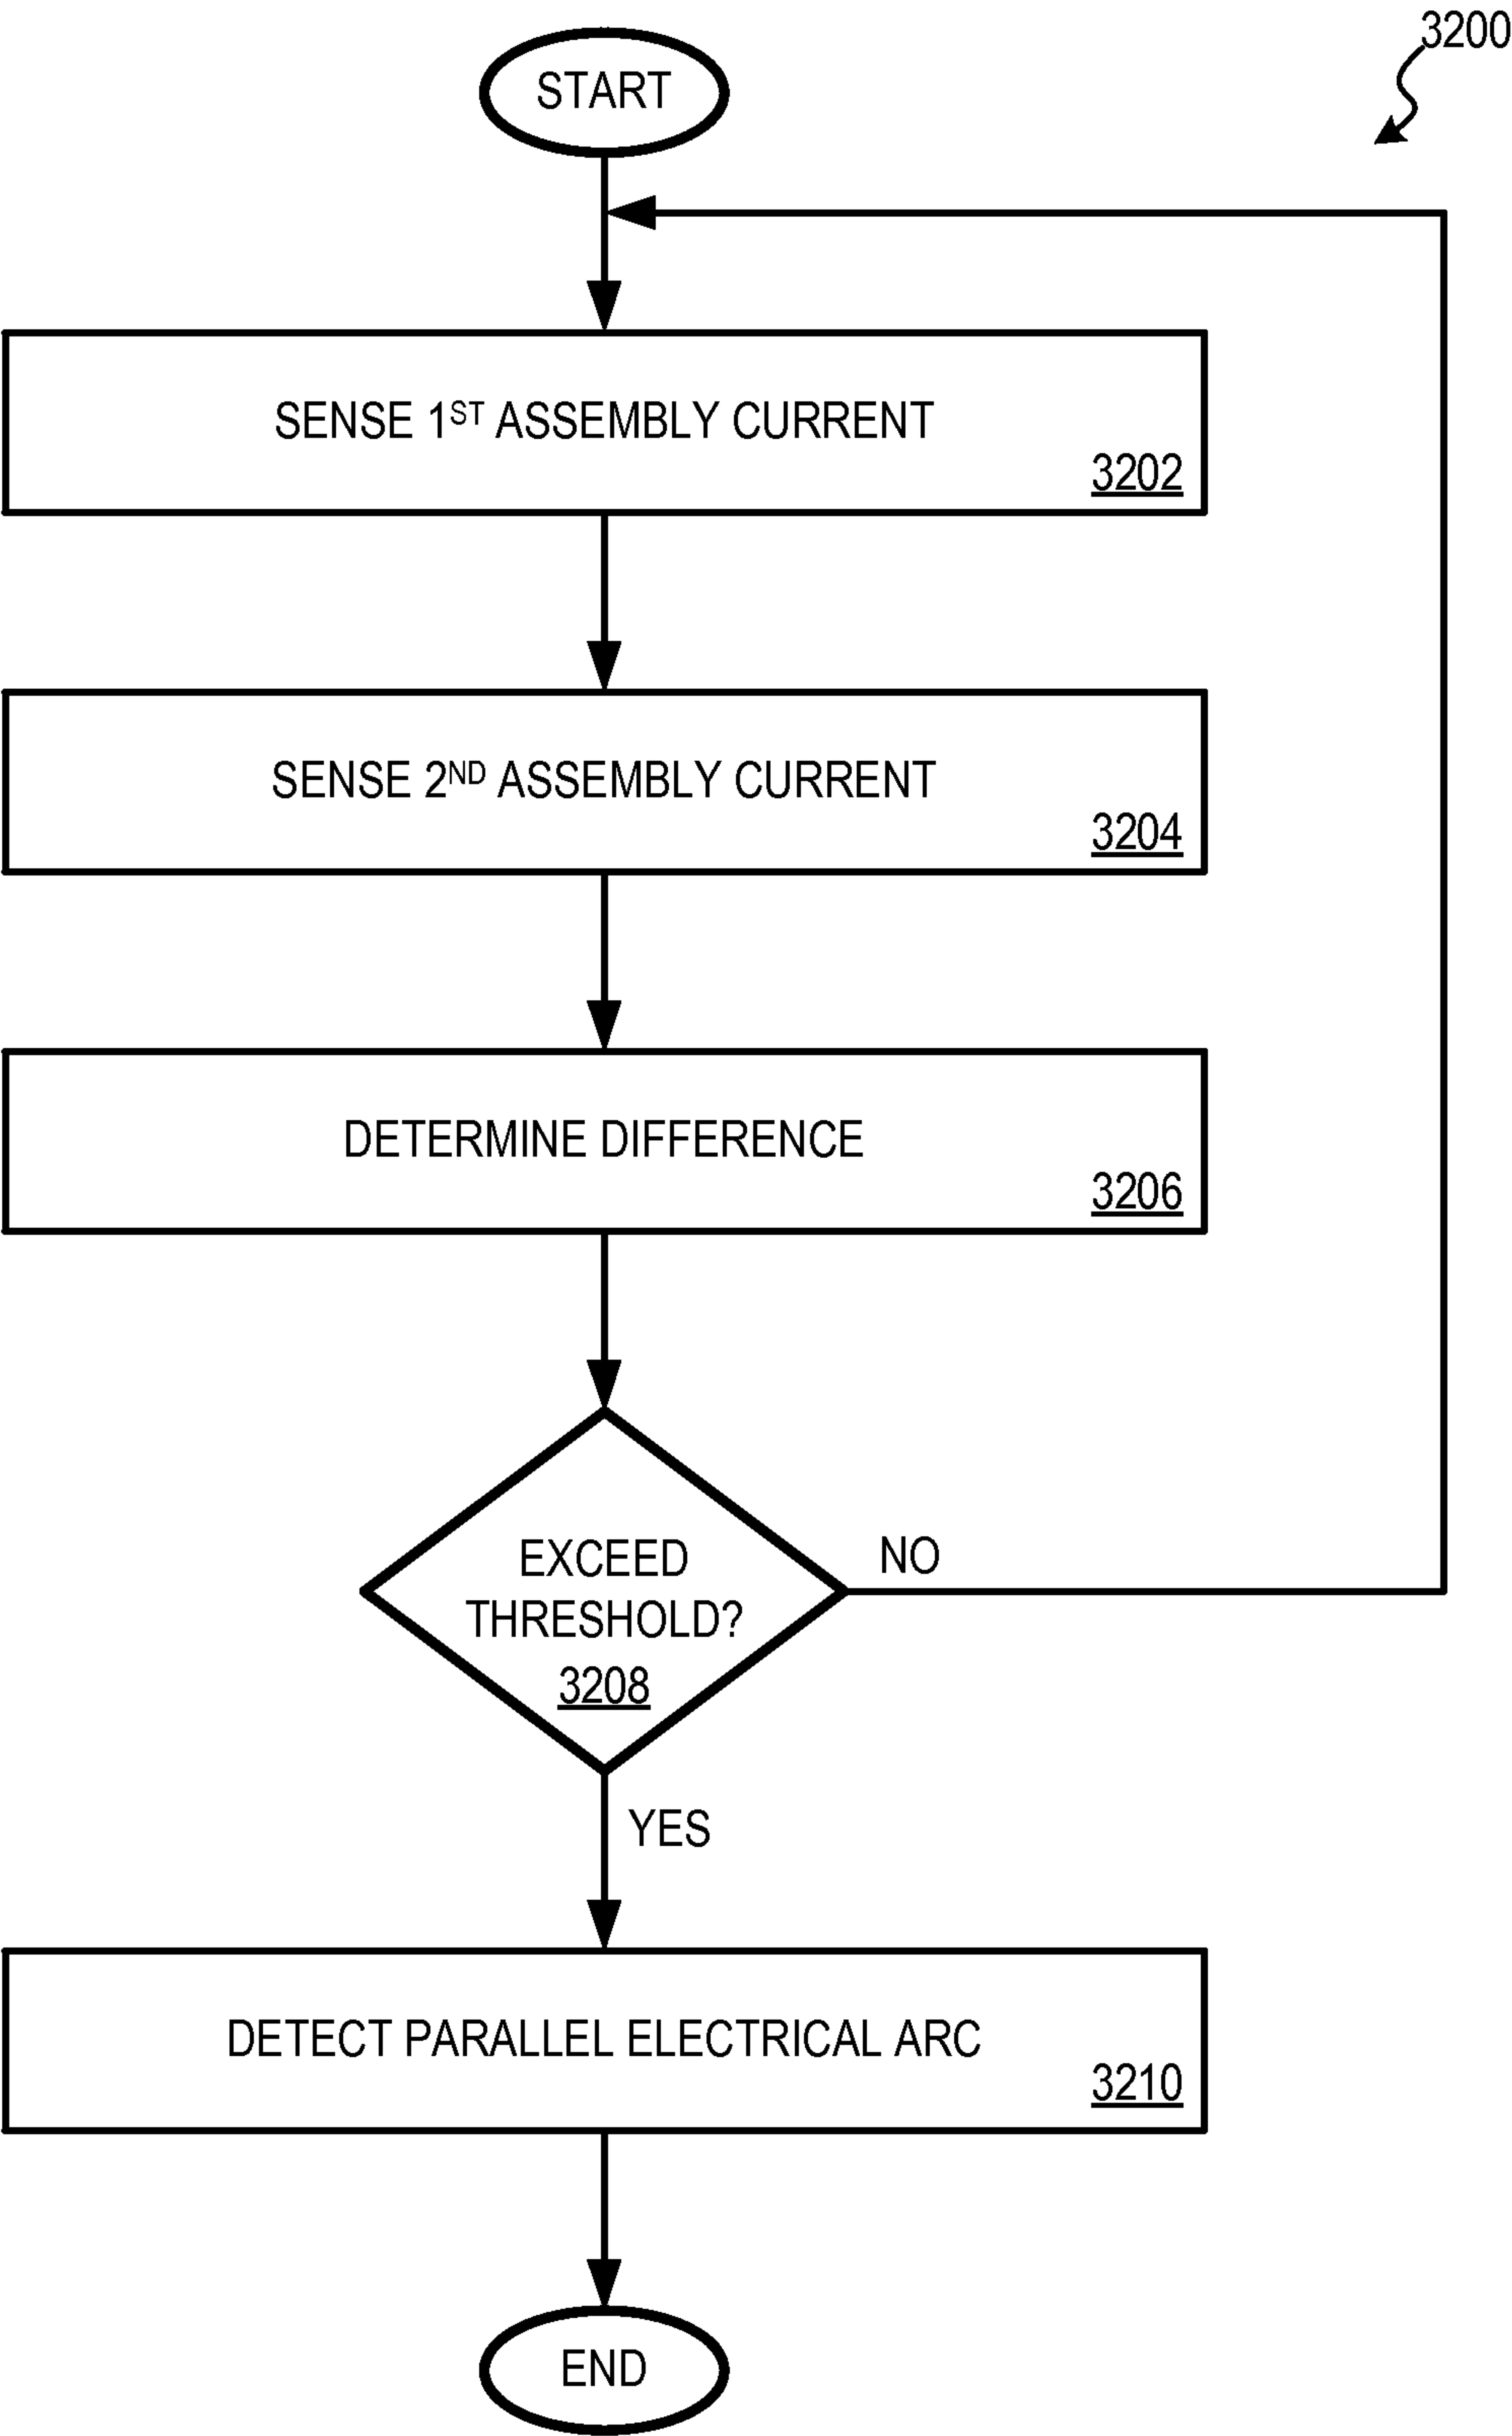 3200
START
SENSE 1ST ASSEMBLY CURRENT
3202
SENSE 2ND ASSEMBLY CURRENT
3204
DETERMINE DIFFERENCE
3206
EXCEED
THRESHOLD?
3208
NO
YES
DETECT PARALLEL ELECTRICAL ARC
3210
END